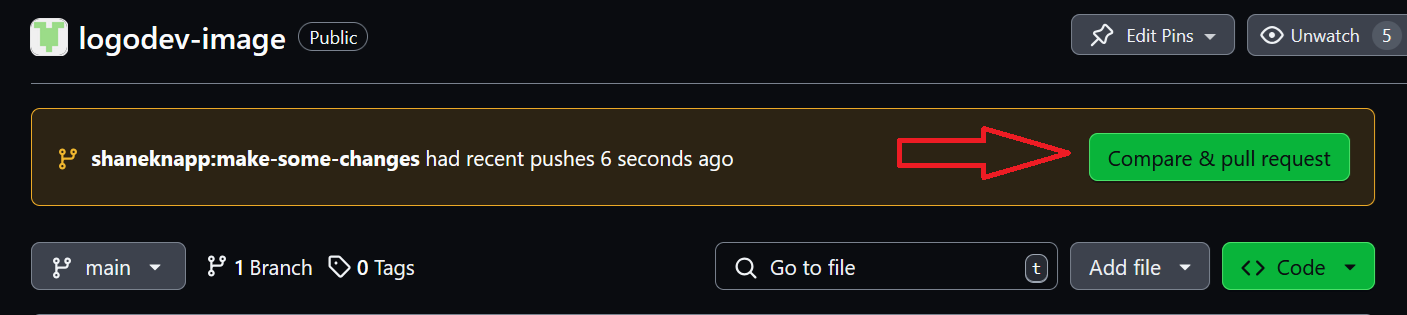 logodev-image Public Edit Pins Unwatch 5
shaneknapp:make-some-changes had recent pushes 6 seconds ago Compare & pull request
main 1 Branch 0 Tags Go to file t Add file Code